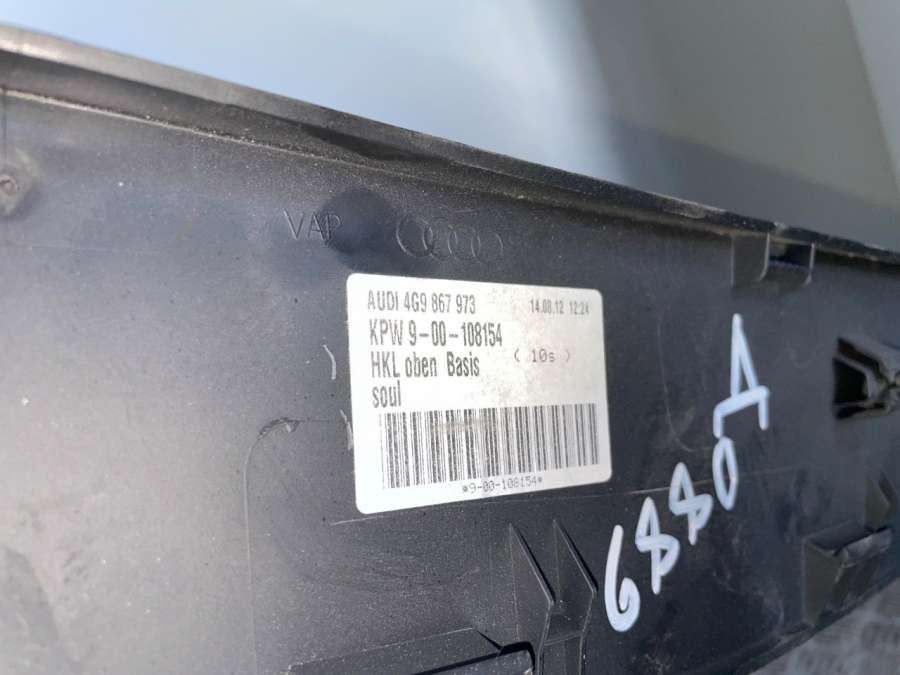 VAP
AUDI 4G9 867 973 14.08.12 12:24
KPW 9-00-108154
HKL oben Basis ( 10s )
soul
*9-00-108154*
6880Д